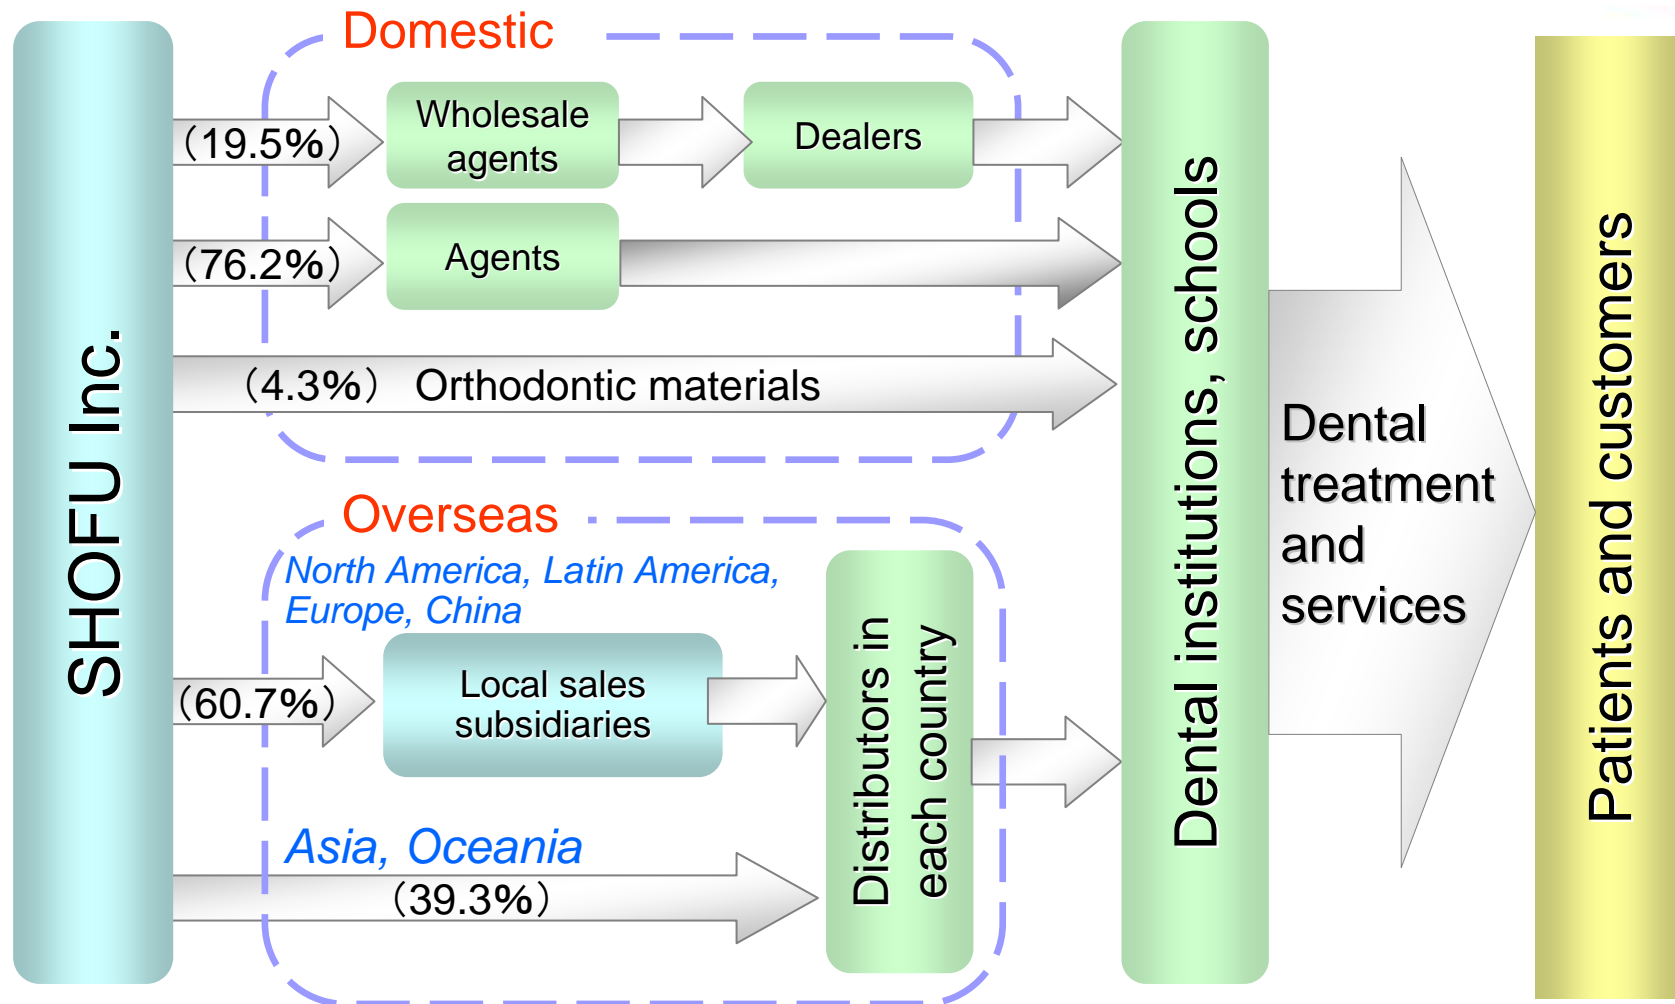 SHOFU Inc.
Domestic
（19.5%）
Wholesale
agents
Dealers
（76.2%）
Agents
（4.3%） Orthodontic materials
Overseas
North America, Latin America,
Europe, China
（60.7%）
Local sales
subsidiaries
Asia, Oceania
（39.3%）
Distributors in
each country
Dental institutions, schools
Dental
treatment
and
services
Patients and customers